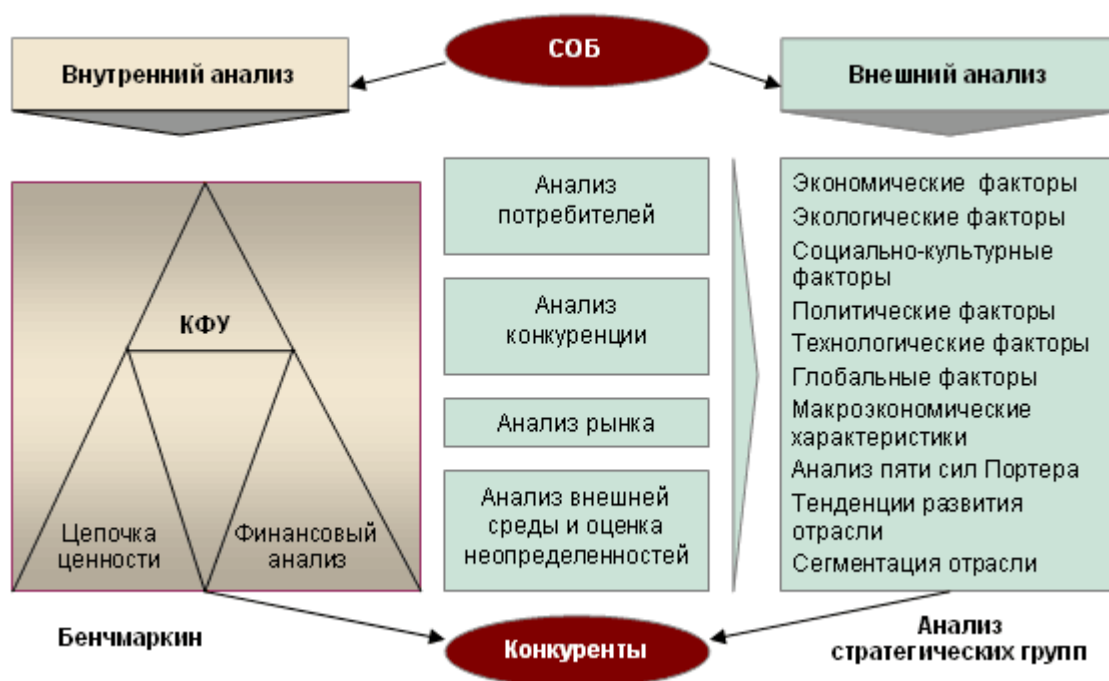 СОБ
Внутренний анализ
Внешний анализ
КФУ
Цепочка
ценности
Финансовый
анализ
Анализ
потребителей
Анализ
конкуренции
Анализ рынка
Анализ внешней
среды и оценка
неопределенностей
Экономические факторы
Экологические факторы
Социально-культурные
факторы
Политические факторы
Технологические факторы
Глобальные факторы
Макроэкономические
характеристики
Анализ пяти сил Портера
Тенденции развития
отрасли
Сегментация отрасли
Бенчмаркин
Конкуренты
Анализ
стратегических групп